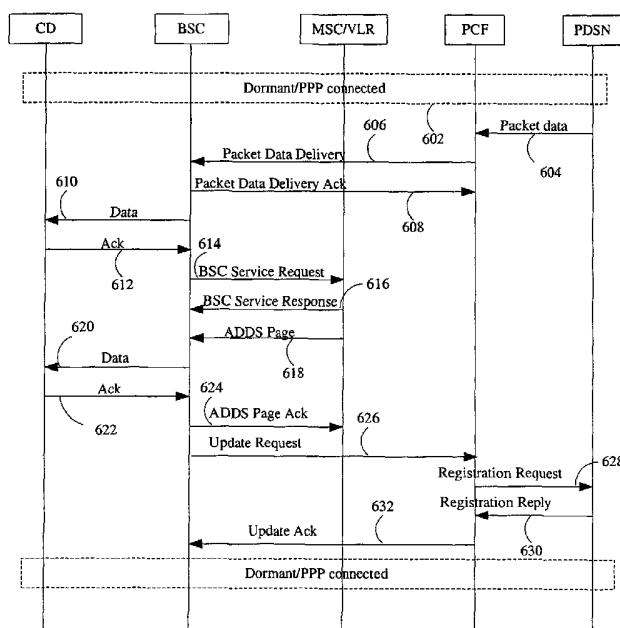 CD BSC MSC/VLR PCF PDSN
Dormant/PPP connected
602
Packet data
604
606
Packet Data Delivery
Packet Data Delivery Ack
608
610
Data
Ack
612
614
BSC Service Request
BSC Service Response
616
ADDS Page
618
620
Data
Ack
622
624
ADDS Page Ack
626
Update Request
Registration Request
628
Registration Reply
630
632
Update Ack
Dormant/PPP connected